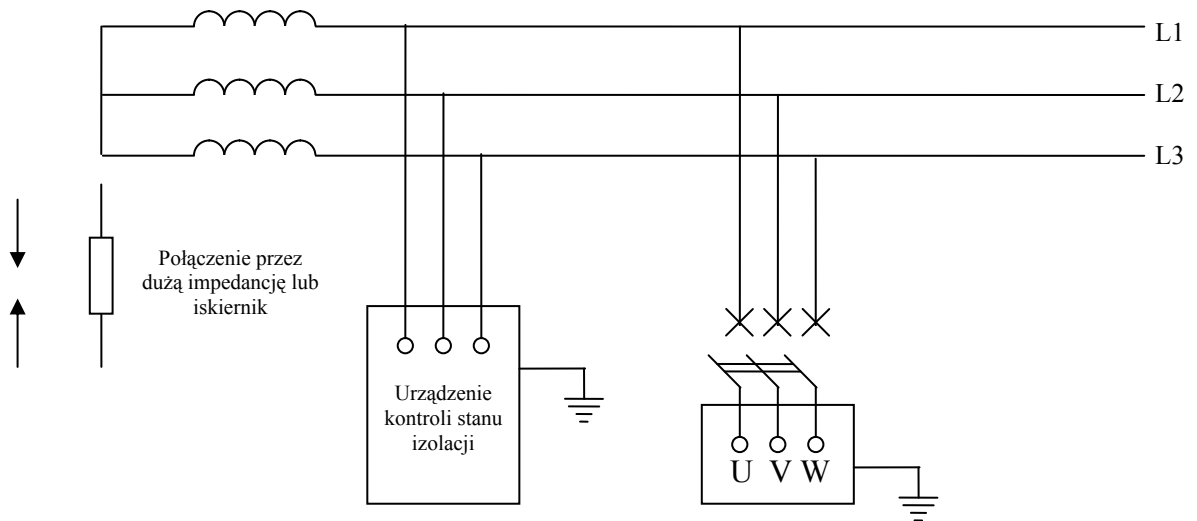 L1
L2
L3
Połączenie przez
dużą impedancję lub
iskiernik
Urządzenie
kontroli stanu
izolacji
U V W